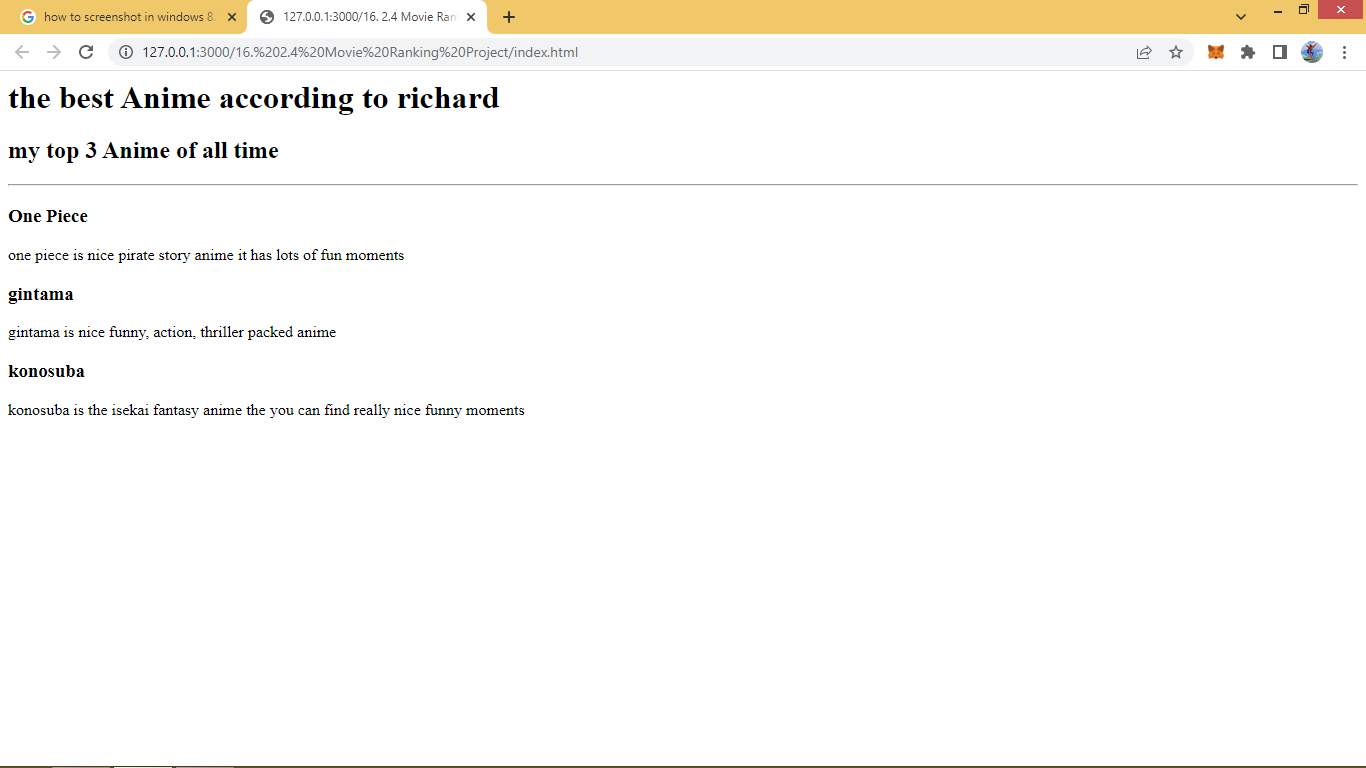 how to screenshot in windows 8.
127.0.0.1:3000/16. 2.4 Movie Ran
127.0.0.1:3000/16.%202.4%20Movie%20Ranking%20Project/index.html
the best Anime according to richard
my top 3 Anime of all time
One Piece
one piece is nice pirate story anime it has lots of fun moments
gintama
gintama is nice funny, action, thriller packed anime
konosuba
konosuba is the isekai fantasy anime the you can find really nice funny moments